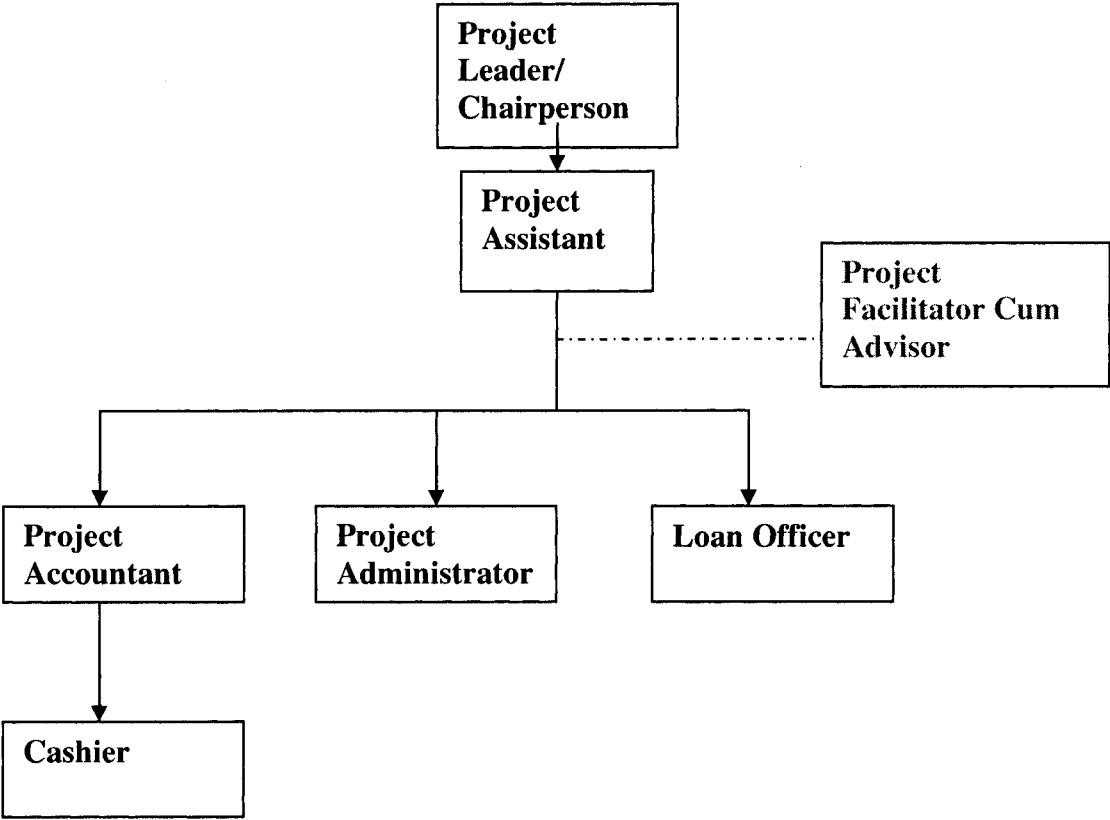 Project
Leader/
Chairperson
Project
Assistant
Project
Facilitator Cum
Advisor
Project
Accountant
Project
Administrator
Loan Officer
Cashier